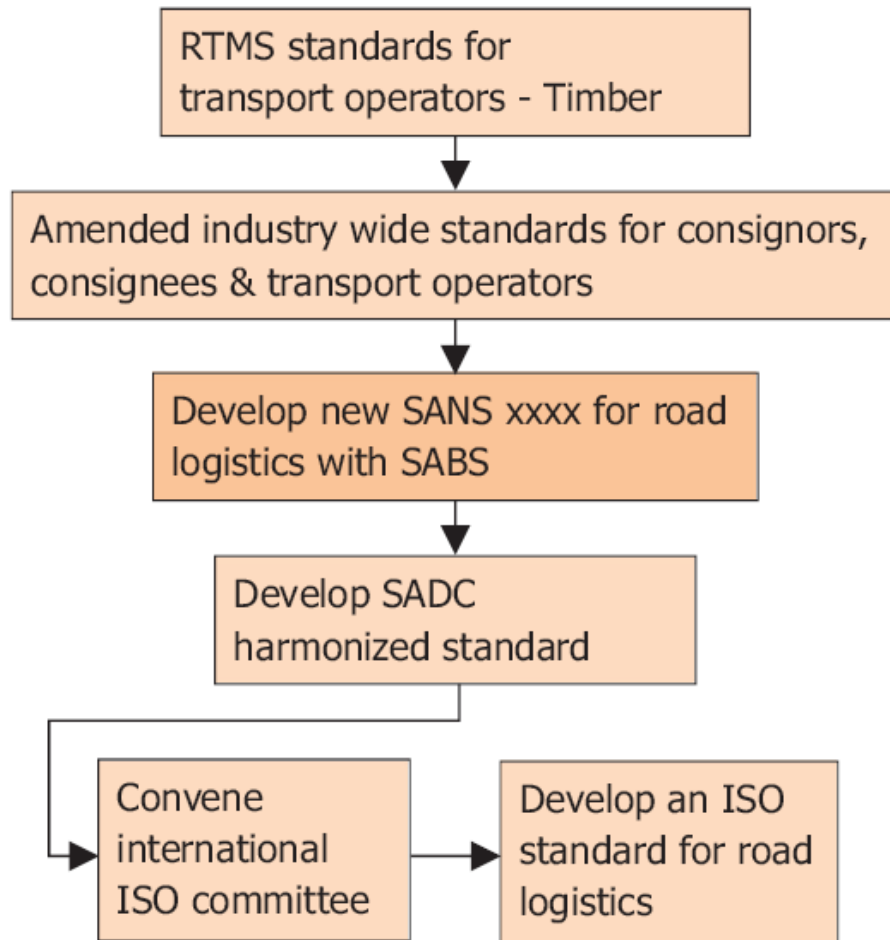 RTMS standards for
transport operators - Timber
Amended industry wide standards for consignors,
consignees & transport operators
Develop new SANS xxxx for road
logistics with SABS
Develop SADC
harmonized standard
Convene
international
ISO committee
Develop an ISO
standard for road
logistics